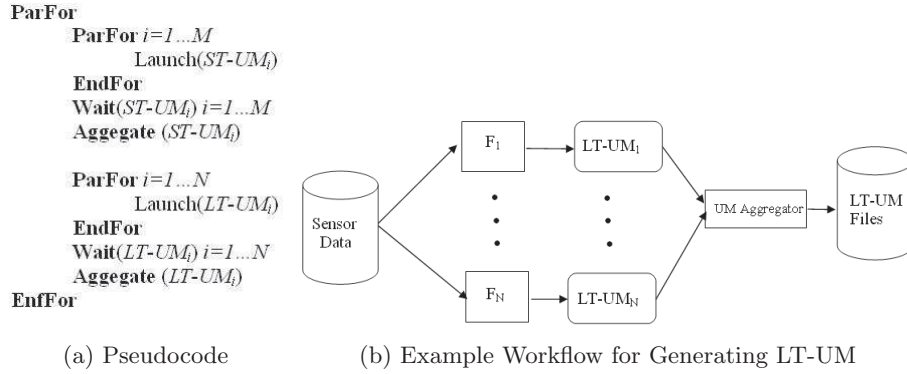 ParFor
ParFor i=1...M
Launch(ST-UMi)
EndFor
Wait(ST-UMi) i=1...M
Aggegate (ST-UMi)
ParFor i=1...N
Launch(LT-UMi)
EndFor
Wait(LT-UMi) i=1...N
Aggegate (LT-UMi)
EnfFor
(a) Pseudocode
Sensor
Data
F1
LT-UM1
FN
LT-UMN
UM Aggregator
LT-UM
Files
(b) Example Workflow for Generating LT-UM